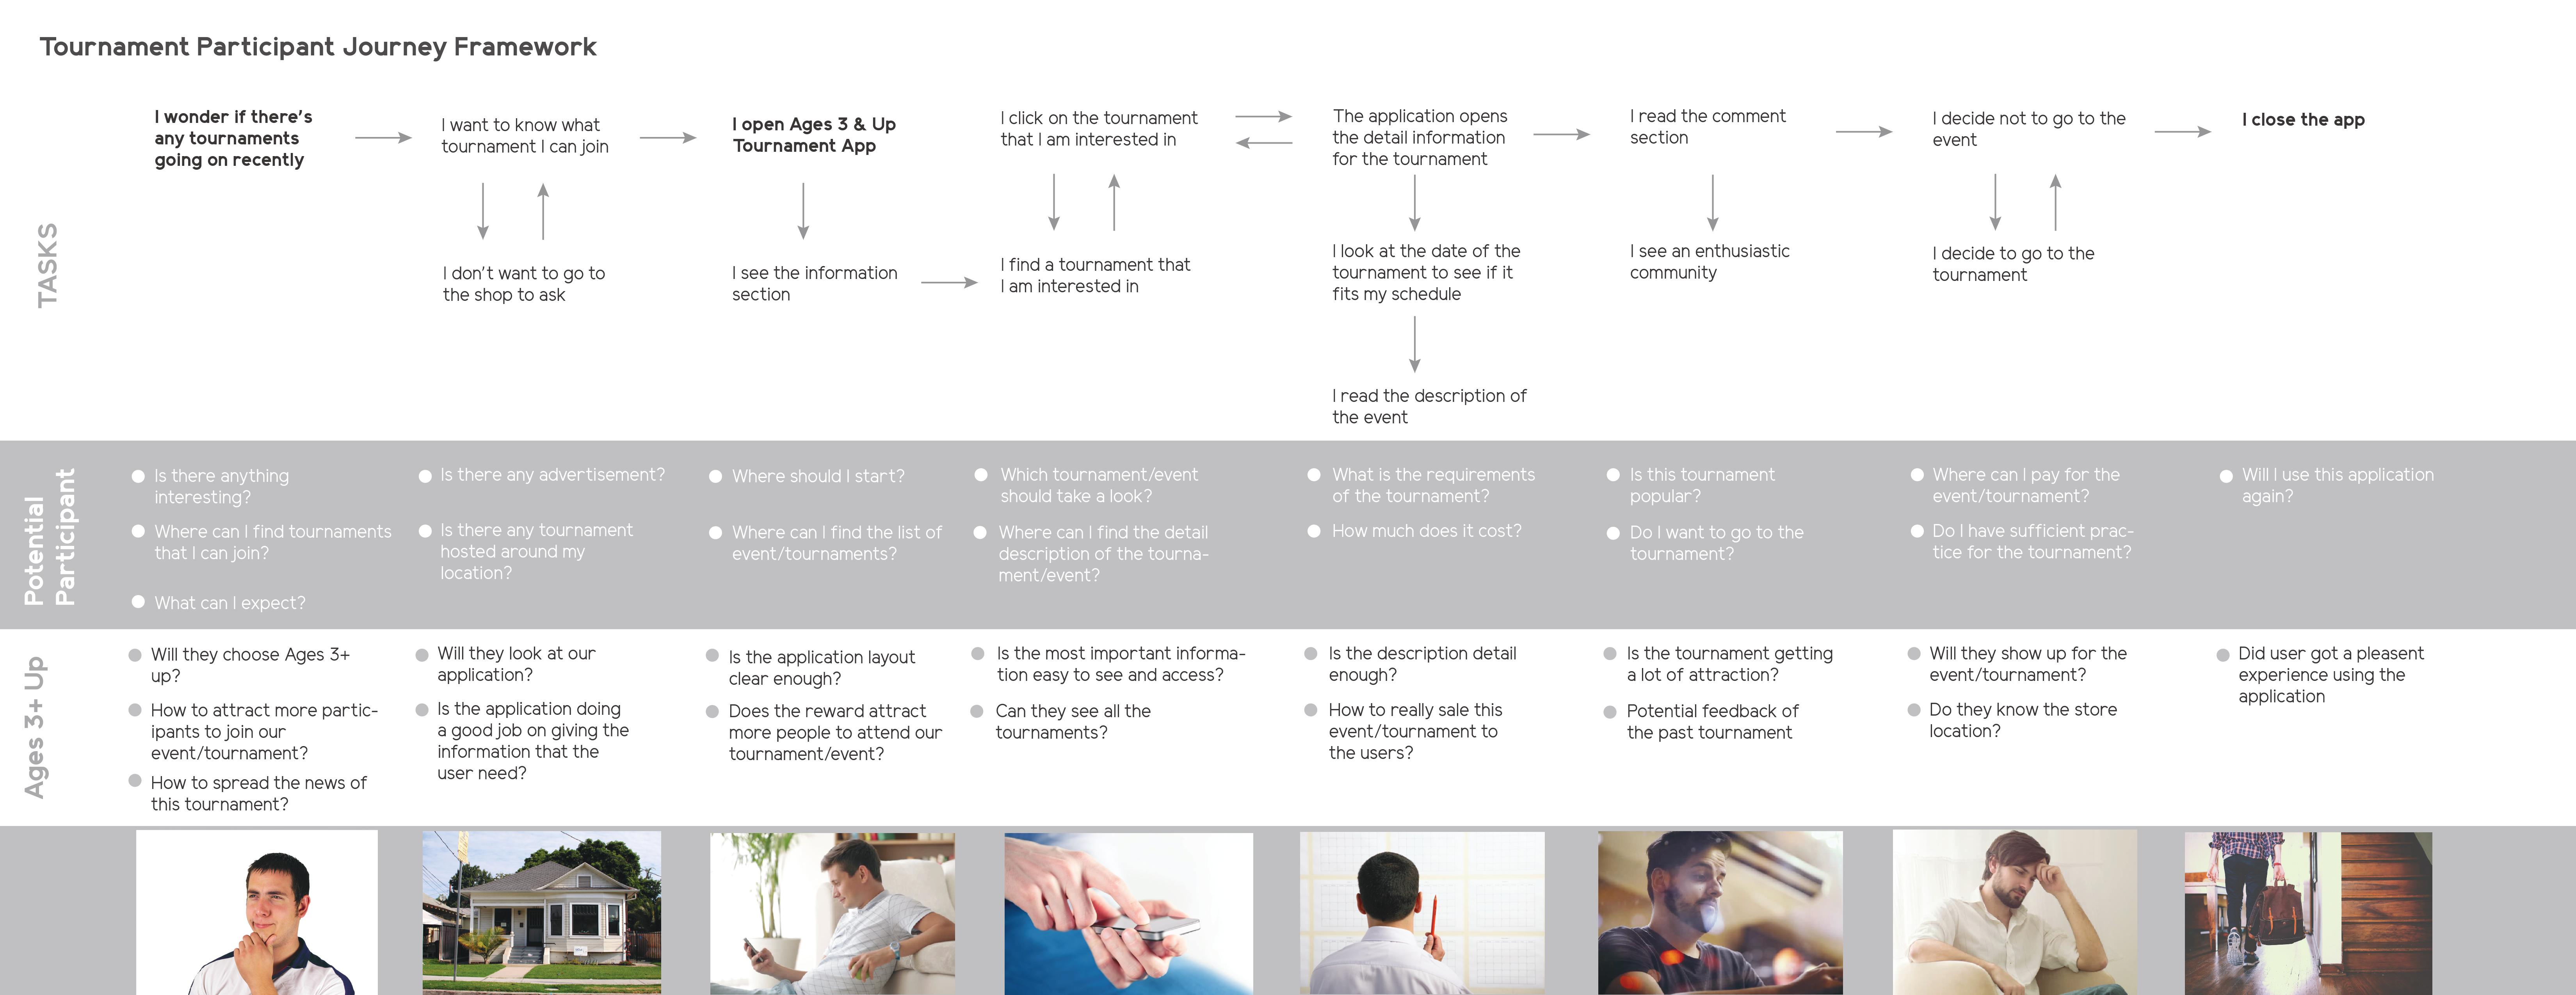 Tournament Participant Journey Framework
TASKS
I wonder if there's
any tournaments
going on recently
I want to know what
tournament I can join
I don't want to go to
the shop to ask
I open Ages 3 & Up
Tournament App
I see the information
section
I click on the tournament
that I am interested in
I find a tournament that
I am interested in
The application opens
the detail information
for the tournament
I look at the date of the
tournament to see if it
fits my schedule
I read the description of
the event
I read the comment
section
I see an enthusiastic
community
I decide not to go to the
event
I decide to go to the
tournament
I close the app
Potential
Participant
Is there anything
interesting?
Where can I find tournaments
that I can join?
What can I expect?
Is there any advertisement?
Is there any tournament
hosted around my
location?
Where should I start?
Where can I find the list of
event/tournaments?
Which tournament/event
should take a look?
Where can I find the detail
description of the tourna-
ment/event?
What is the requirements
of the tournament?
How much does it cost?
Is this tournament
popular?
Do I want to go to the
tournament?
Where can I pay for the
event/tournament?
Do I have sufficient prac-
tice for the tournament?
Will I use this application
again?
Ages 3+ Up
Will they choose Ages 3+
up?
How to attract more partic-
ipants to join our
event/tournament?
How to spread the news of
this tournament?
Will they look at our
application?
Is the application doing
a good job on giving the
information that the
user need?
Is the application layout
clear enough?
Does the reward attract
more people to attend our
tournament/event?
Is the most important informa-
tion easy to see and access?
Can they see all the
tournaments?
Is the description detail
enough?
How to really sale this
event/tournament to
the users?
Is the tournament getting
a lot of attraction?
Potential feedback of
the past tournament
Will they show up for the
event/tournament?
Do they know the store
location?
Did user got a pleasent
experience using the
application